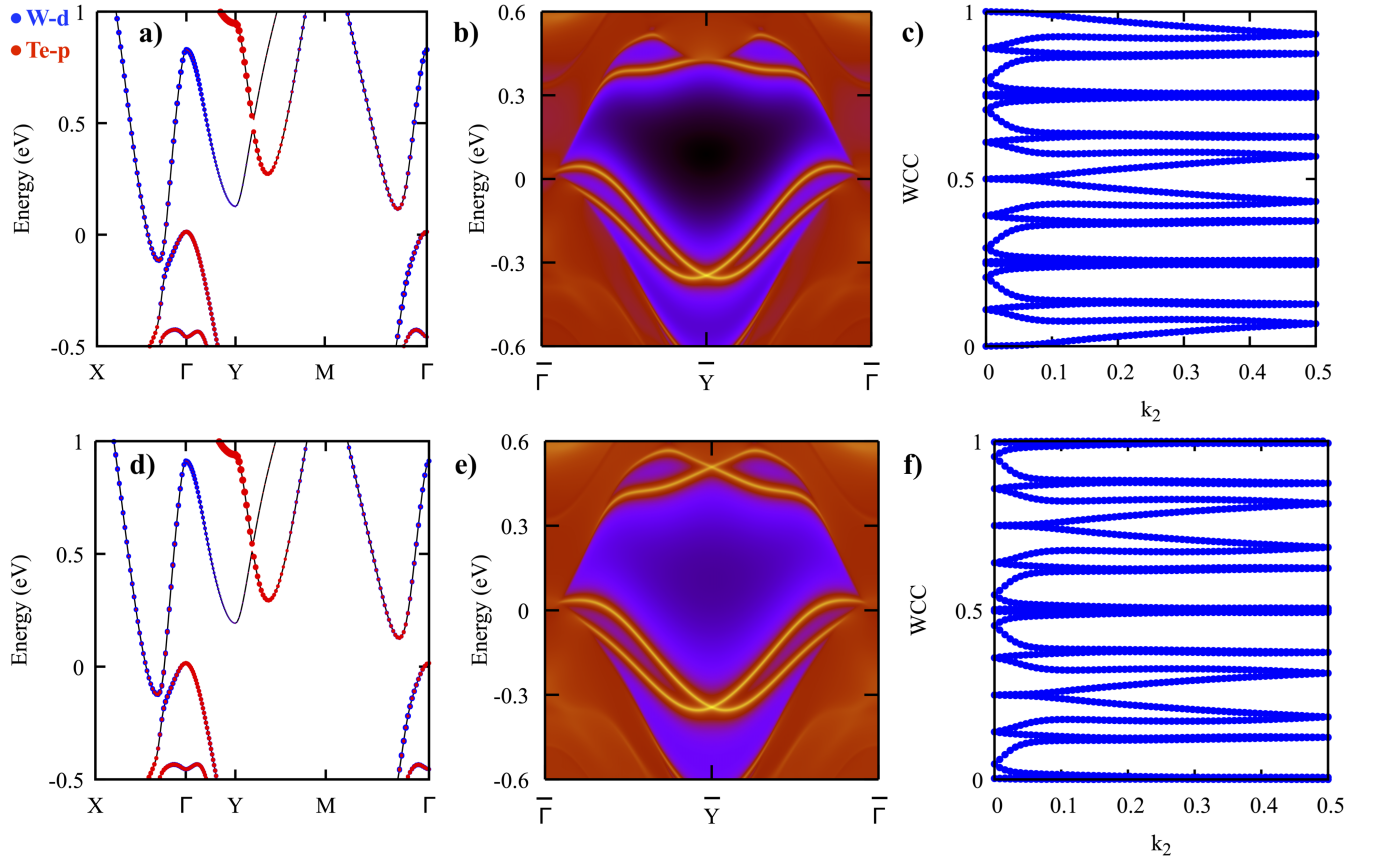 W-d
Te-p
a)
1
0.5
0
-0.5
Energy (eV)
X Γ Y M Γ
b)
0.6
0.3
0
-0.3
-0.6
Energy (eV)
Γ̅ Y̅ Γ̅
c)
1
0.5
0
WCC
0 0.1 0.2 0.3 0.4 0.5
k₂
d)
1
0.5
0
-0.5
Energy (eV)
X Γ Y M Γ
e)
0.6
0.3
0
-0.3
-0.6
Energy (eV)
Γ̅ Y̅ Γ̅
f)
1
0.5
0
WCC
0 0.1 0.2 0.3 0.4 0.5
k₂